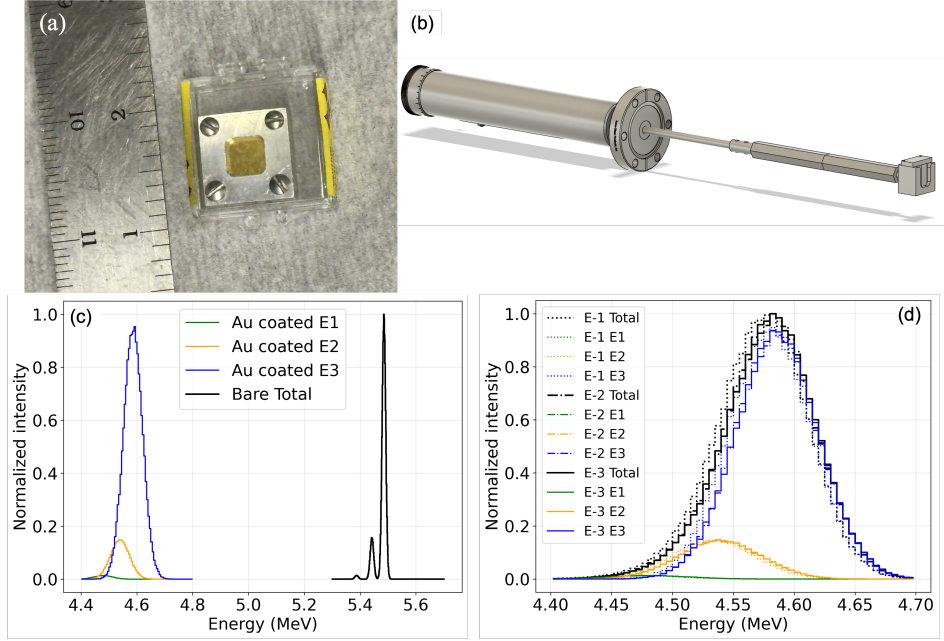 (a)
9
10
2
11
1
(b)
(c)
Au coated E1
Au coated E2
Au coated E3
Bare Total
Normalized intensity
1.0
0.8
0.6
0.4
0.2
0.0
4.4 4.6 4.8 5.0 5.2 5.4 5.6
Energy (MeV)
(d)
E-1 Total
E-1 E1
E-1 E2
E-1 E3
E-2 Total
E-2 E1
E-2 E2
E-2 E3
E-3 Total
E-3 E1
E-3 E2
E-3 E3
Normalized intensity
1.0
0.8
0.6
0.4
0.2
0.0
4.40 4.45 4.50 4.55 4.60 4.65 4.70
Energy (MeV)